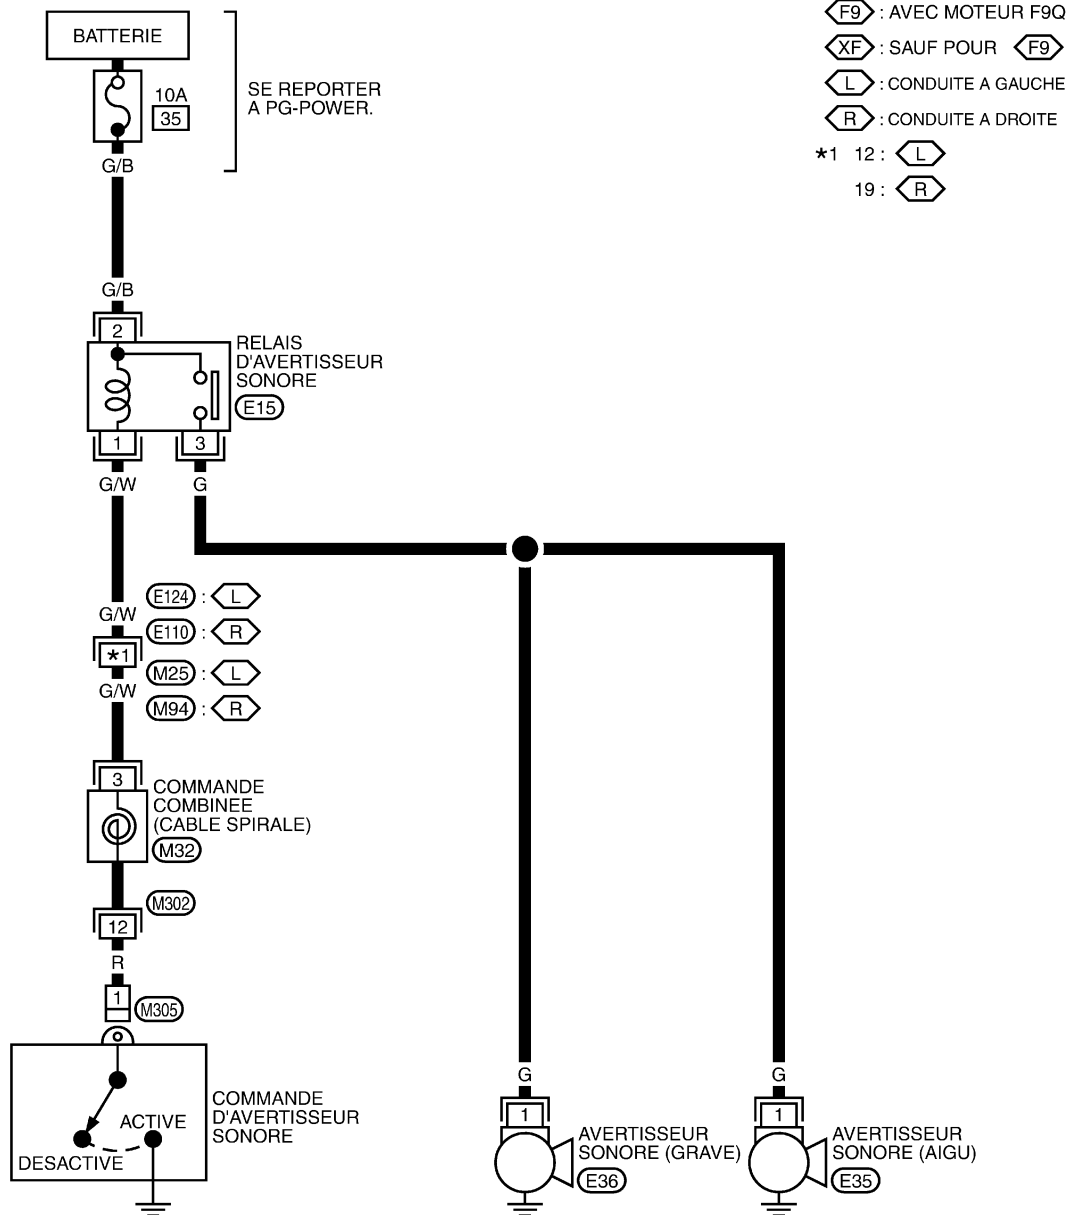 BATTERIE
10A
35
SE REPORTER
A PG-POWER.
F9 : AVEC MOTEUR F9Q
XF : SAUF POUR F9
L : CONDUITE A GAUCHE
R : CONDUITE A DROITE
*1 12 : L
19 : R
G/B
G/B
2
RELAIS
D'AVERTISSEUR
SONORE
E15
1
3
G/W
G
G/W
E124 : L
E110 : R
*1
M25 : L
G/W
M94 : R
3
COMMANDE
COMBINEE
(CABLE SPIRALE)
M32
M302
12
R
1
M305
ACTIVE
DESACTIVE
COMMANDE
D'AVERTISSEUR
SONORE
G
1
AVERTISSEUR
SONORE (GRAVE)
E36
G
1
AVERTISSEUR
SONORE (AIGU)
E35